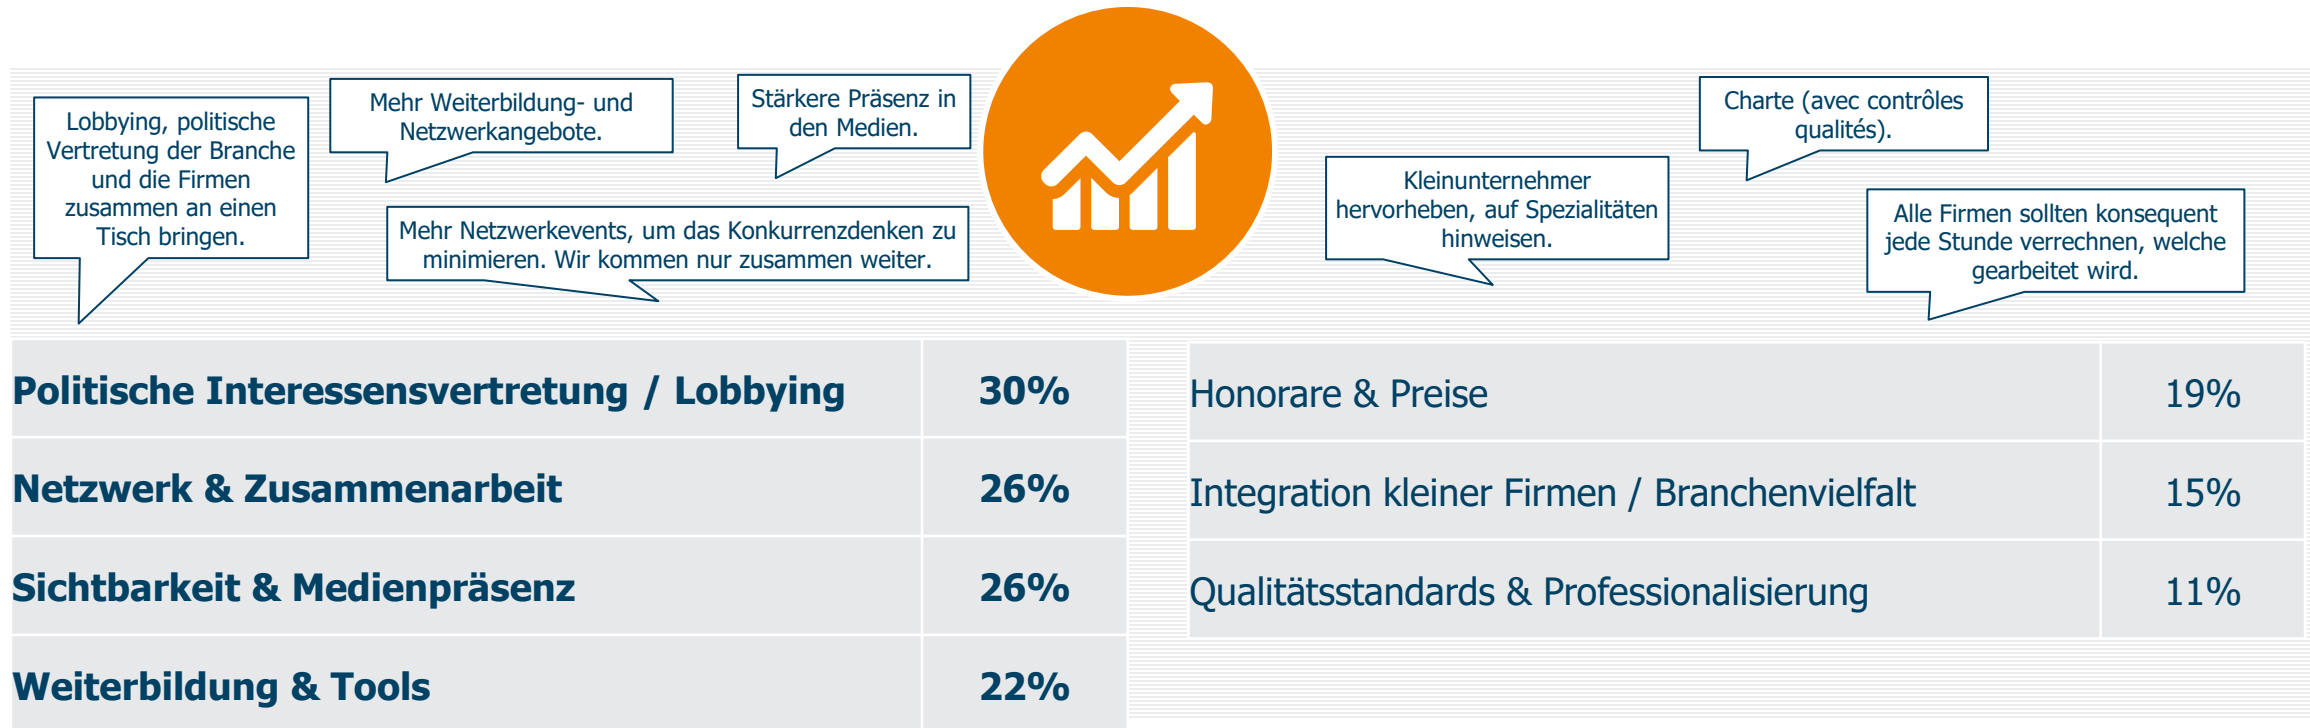 Lobbying, politische
Vertretung der Branche
und die Firmen
zusammen an einen
Tisch bringen.
Mehr Weiterbildung- und
Netzwerkangebote.
Stärkere Präsenz in
den Medien.
Mehr Netzwerkevents, um das Konkurrenzdenken zu
minimieren. Wir kommen nur zusammen weiter.
Kleinunternehmer
hervorheben, auf Spezialitäten
hinweisen.
Charte (avec contrôles
qualités).
Alle Firmen sollten konsequent
jede Stunde verrechnen, welche
gearbeitet wird.
Politische Interessensvertretung / Lobbying 30%
Netzwerk & Zusammenarbeit 26%
Sichtbarkeit & Medienpräsenz 26%
Weiterbildung & Tools 22%
Honorare & Preise 19%
Integration kleiner Firmen / Branchenvielfalt 15%
Qualitätsstandards & Professionalisierung 11%